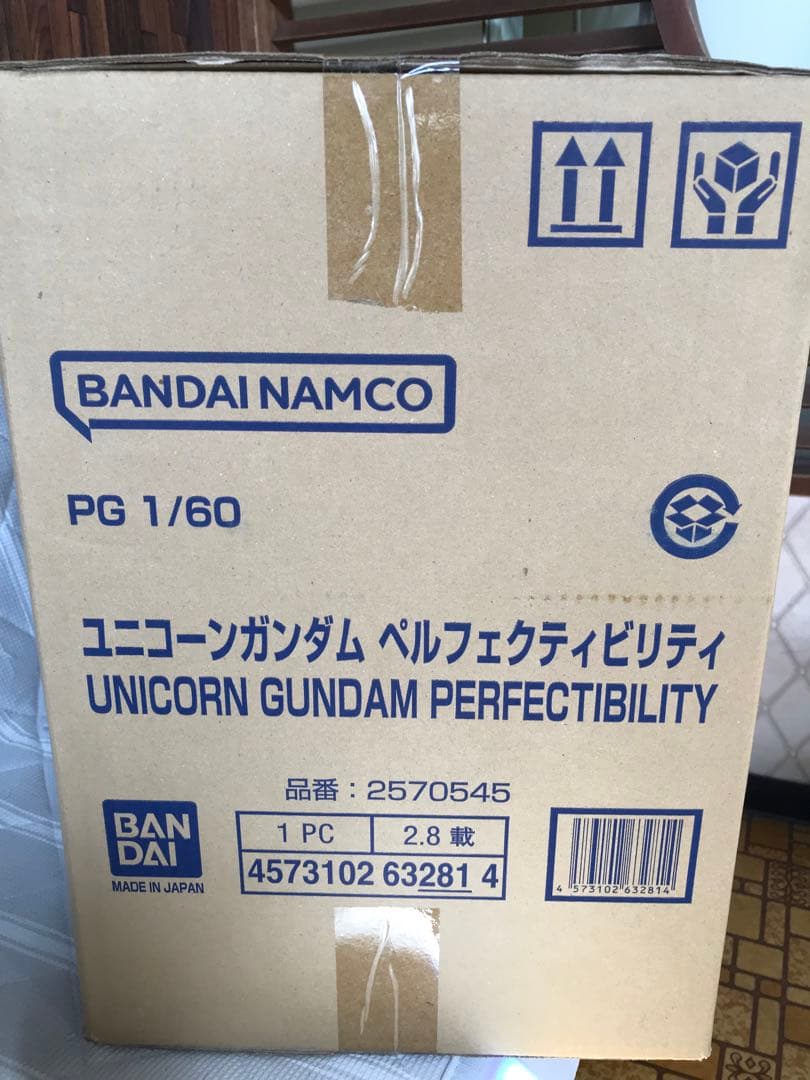 BANDAI NAMCO
PG 1/60
ユニコーンガンダム ペルフェクティビリティ
UNICORN GUNDAM PERFECTIBILITY
品番：2570545
BAN
DAI
MADE IN JAPAN
1 PC 2.8 載
4573102 63281 4
4 573102 632814